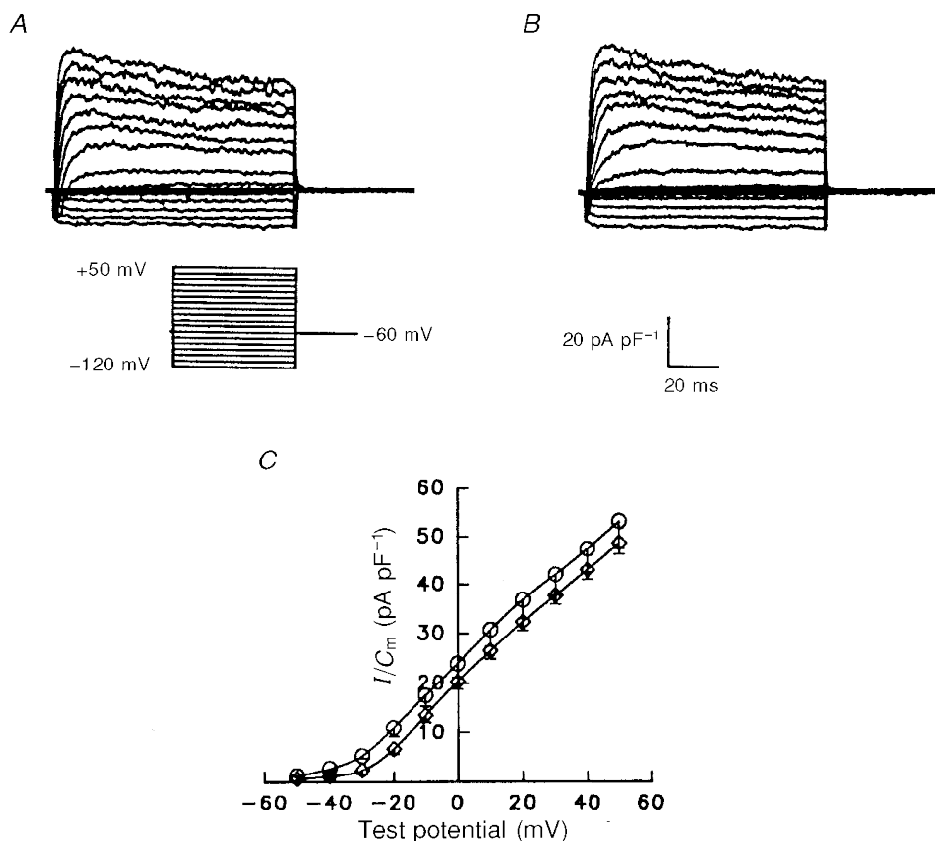 A
B
+50 mV
−60 mV
−120 mV
20 pA pF⁻¹
20 ms
C
60
50
40
30
20
10
I/Cm (pA pF⁻¹)
−60 −40 −20 0 20 40 60
Test potential (mV)